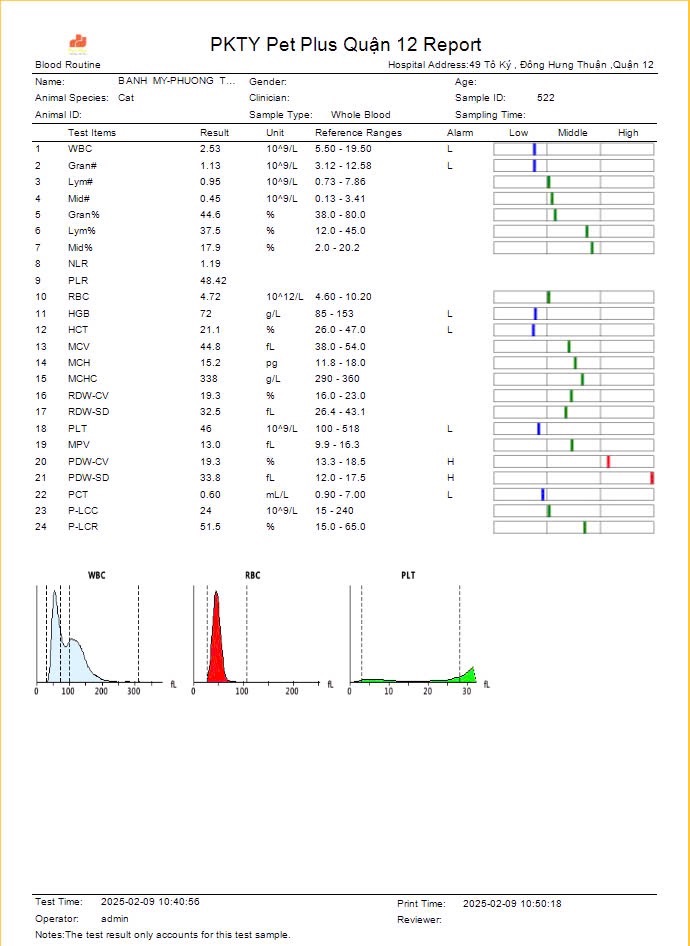 PKTY Pet Plus Quận 12 Report
Blood Routine Hospital Address:49 Tô Ký , Đông Hưng Thuận ,Quận 12
Name: BANH MY-PHUONG T... Gender: Age:
Animal Species: Cat Clinician: Sample ID: 522
Animal ID: Sample Type: Whole Blood Sampling Time:
Test Items Result Unit Reference Ranges Alarm Low Middle High
1 WBC 2.53 10^9/L 5.50 - 19.50 L
2 Gran# 1.13 10^9/L 3.12 - 12.58 L
3 Lym# 0.95 10^9/L 0.73 - 7.86
4 Mid# 0.45 10^9/L 0.13 - 3.41
5 Gran% 44.6 % 38.0 - 80.0
6 Lym% 37.5 % 12.0 - 45.0
7 Mid% 17.9 % 2.0 - 20.2
8 NLR 1.19
9 PLR 48.42
10 RBC 4.72 10^12/L 4.60 - 10.20
11 HGB 72 g/L 85 - 153 L
12 HCT 21.1 % 26.0 - 47.0 L
13 MCV 44.8 fL 38.0 - 54.0
14 MCH 15.2 pg 11.8 - 18.0
15 MCHC 338 g/L 290 - 360
16 RDW-CV 19.3 % 16.0 - 23.0
17 RDW-SD 32.5 fL 26.4 - 43.1
18 PLT 46 10^9/L 100 - 518 L
19 MPV 13.0 fL 9.9 - 16.3
20 PDW-CV 19.3 % 13.3 - 18.5 H
21 PDW-SD 33.8 fL 12.0 - 17.5 H
22 PCT 0.60 mL/L 0.90 - 7.00 L
23 P-LCC 24 10^9/L 15 - 240
24 P-LCR 51.5 % 15.0 - 65.0
WBC RBC PLT
0 100 200 300 fL 0 100 200 fL 0 10 20 30 fL
Test Time: 2025-02-09 10:40:56 Print Time: 2025-02-09 10:50:18
Operator: admin Reviewer:
Notes:The test result only accounts for this test sample.